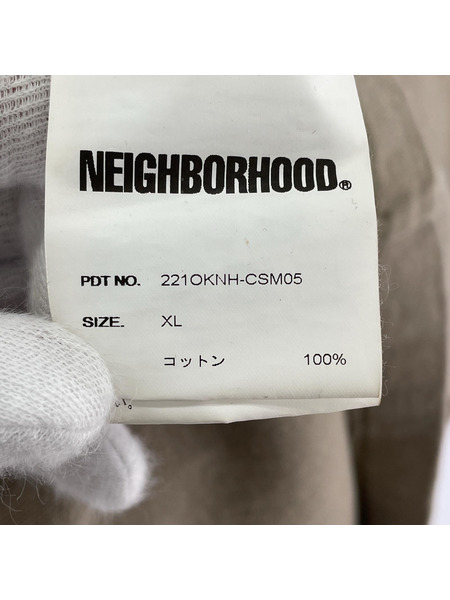 NEIGHBORHOOD®
PDT NO. 221OKNH-CSM05
SIZE. XL
コットン 100%